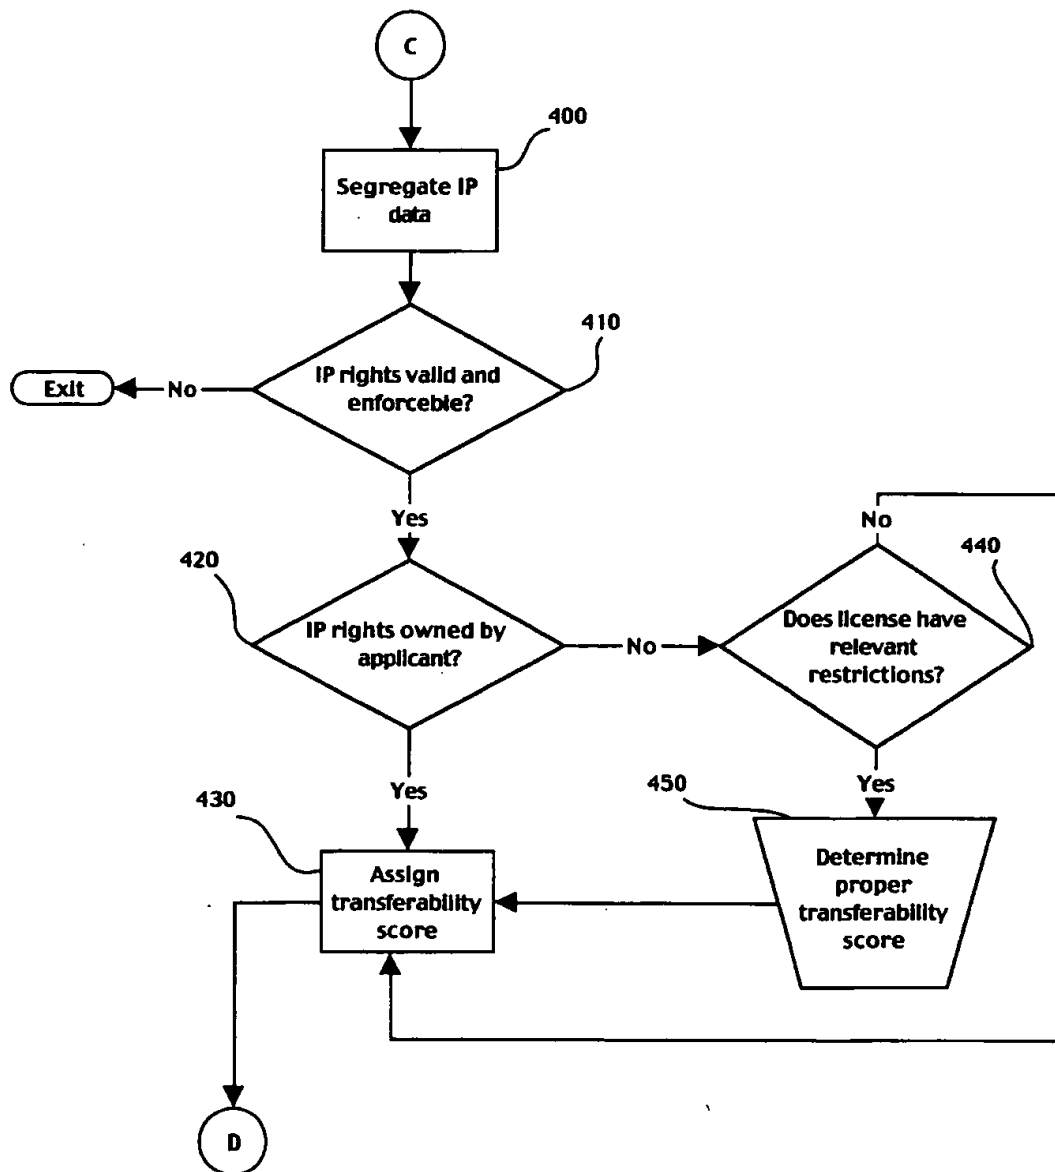 C
400
Segregate IP
data
410
IP rights valid and
enforceble?
No
Exit
Yes
No
420
440
IP rights owned by
applicant?
No
Does license have
relevant
restrictions?
Yes
Yes
430
450
Assign
transferability
score
Determine
proper
transferability
score
D